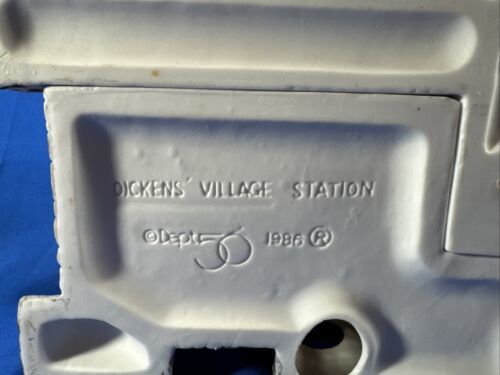 DICKENS' VILLAGE STATION
©Dept 56 1986 ®